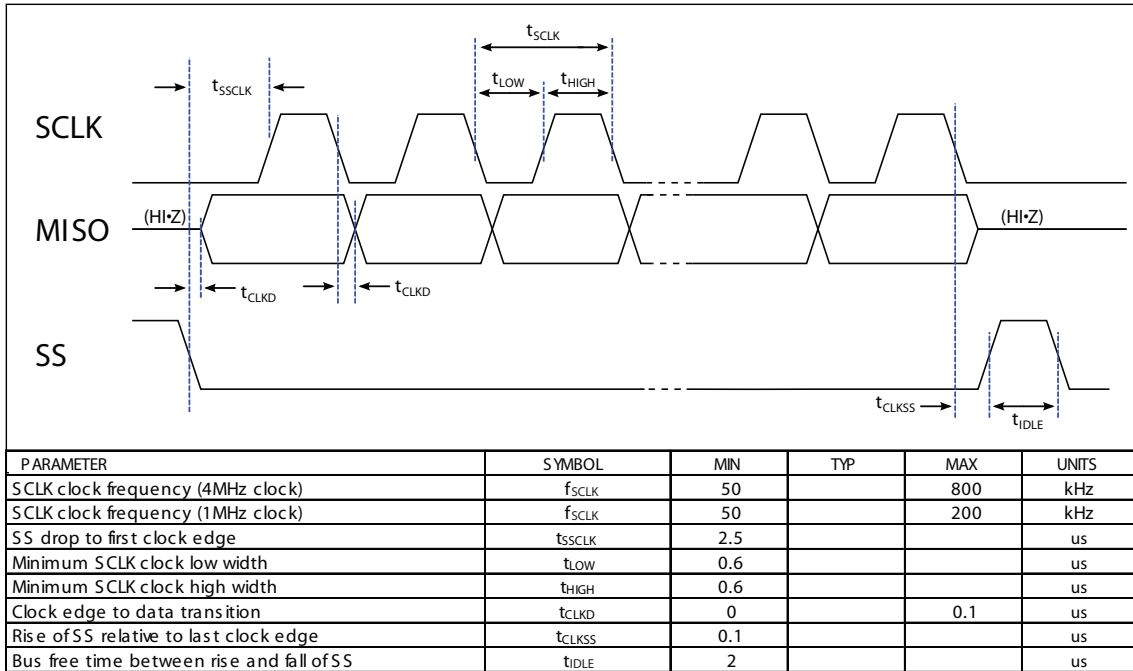 tSCLK
tSSCLK
tLOW
tHIGH
SCLK
(HI•Z)
(HI•Z)
MISO
tCLKD
tCLKD
SS
tCLKSS
tIDLE
PARAMETER SYMBOL MIN TYP MAX UNITS
SCLK clock frequency (4MHz clock) fSCLK 50 800 kHz
SCLK clock frequency (1MHz clock) fSCLK 50 200 kHz
SS drop to first clock edge tSSCLK 2.5 us
Minimum SCLK clock low width tLOW 0.6 us
Minimum SCLK clock high width tHIGH 0.6 us
Clock edge to data transition tCLKD 0 0.1 us
Rise of SS relative to last clock edge tCLKSS 0.1 us
Bus free time between rise and fall of SS tIDLE 2 us